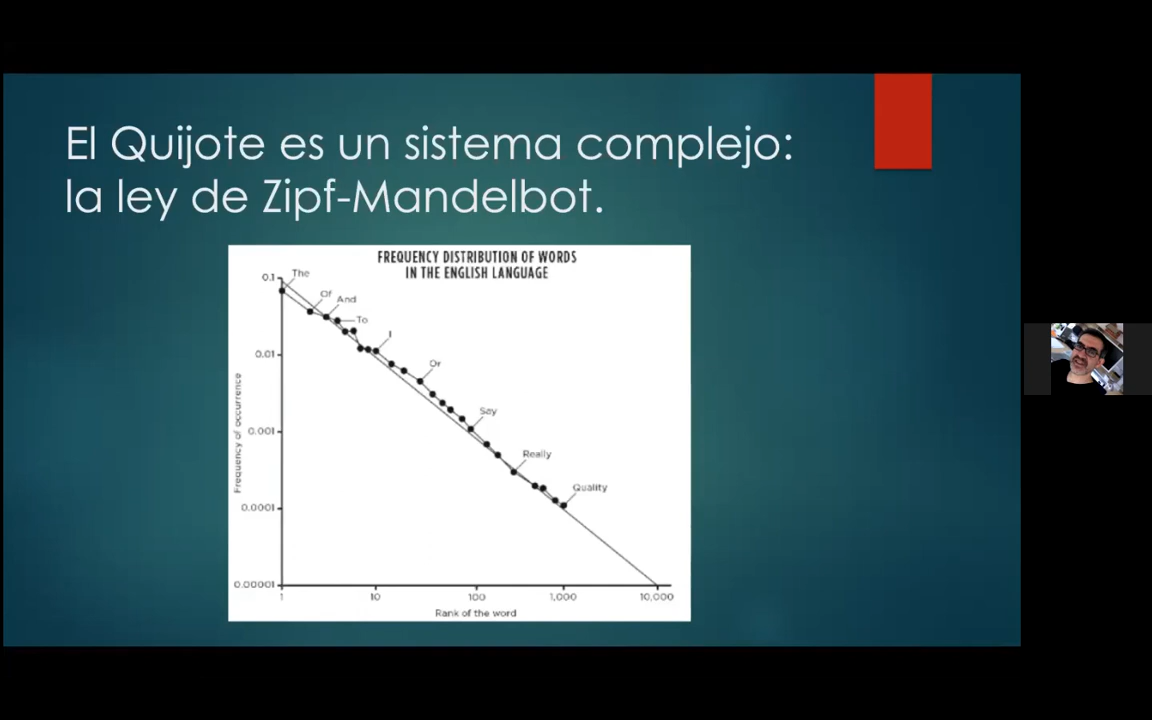 El Quijote es un sistema complejo:
la ley de Zipf-Mandelbot.
FREQUENCY DISTRIBUTION OF WORDS
IN THE ENGLISH LANGUAGE
0.1
The
Of
And
To
I
0.01
Or
Say
0.001
Really
Quality
0.0001
0.00001
Frequency of occurrence
1
10
100
1,000
10,000
Rank of the word